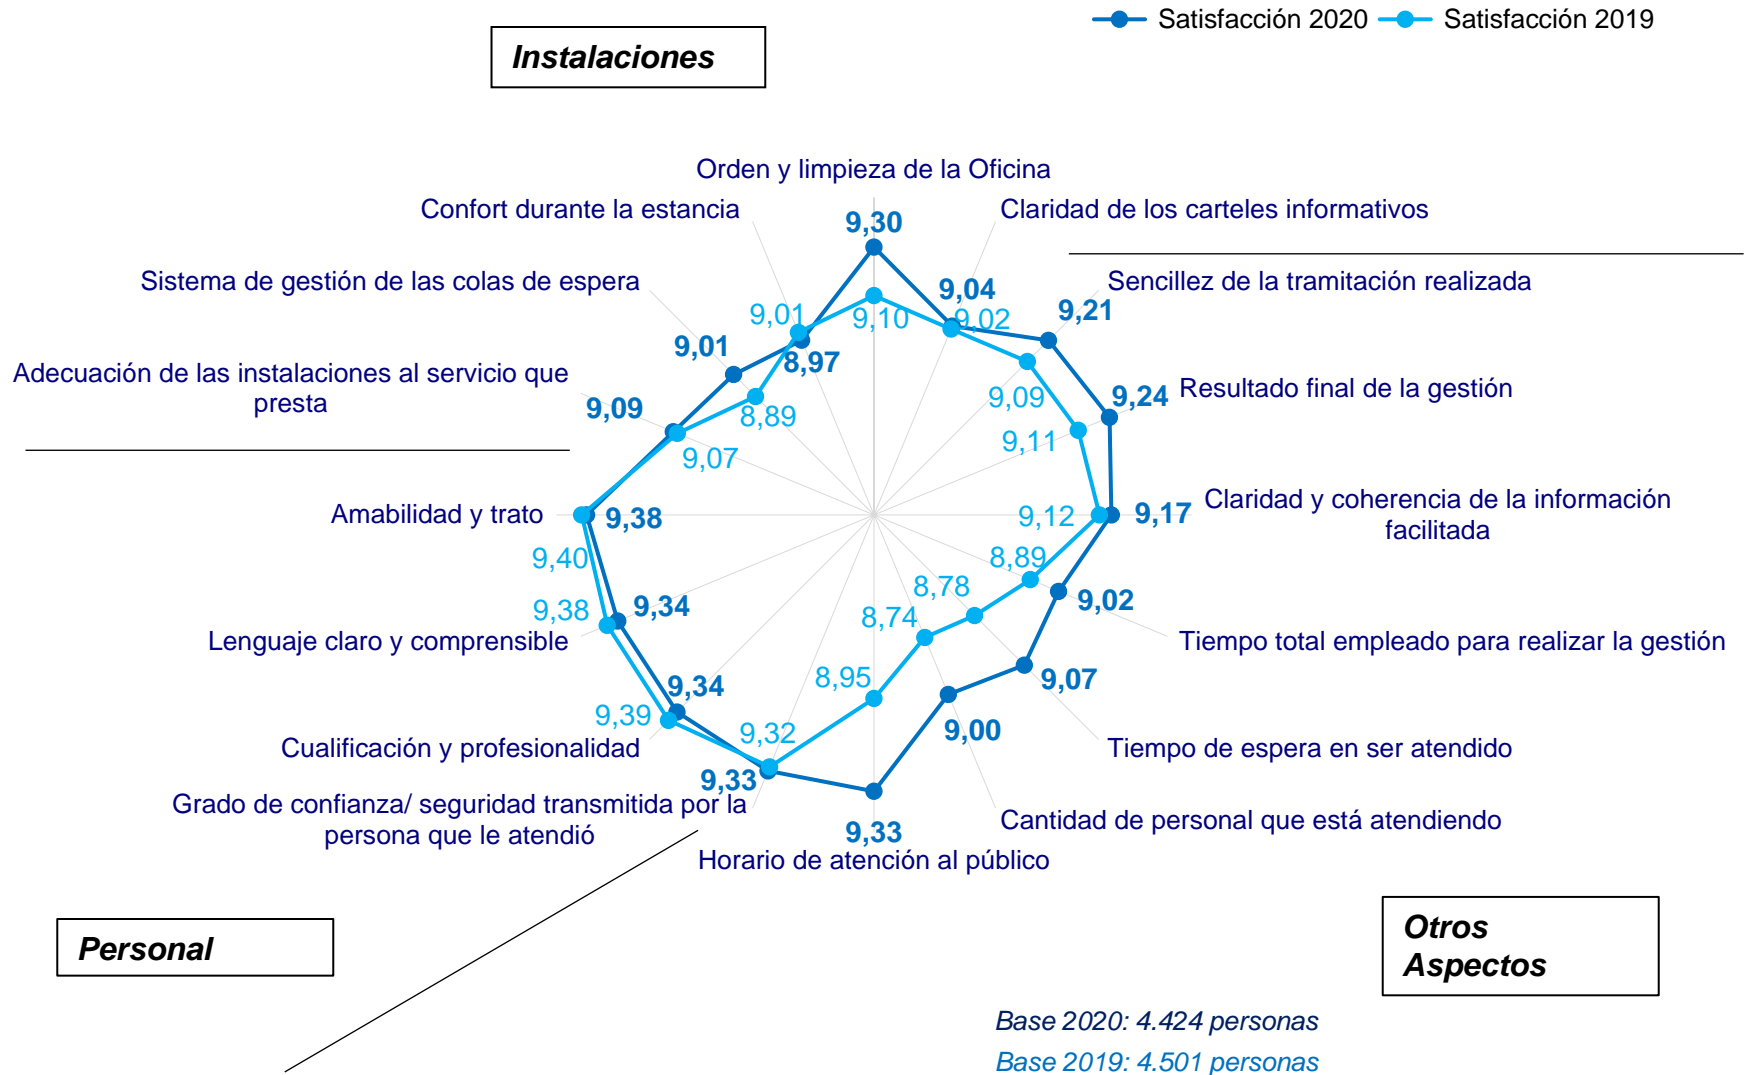 Satisfacción 2020
Satisfacción 2019
Instalaciones
Orden y limpieza de la Oficina
Confort durante la estancia
Claridad de los carteles informativos
9,30
Sistema de gestión de las colas de espera
Sencillez de la tramitación realizada
9,04
9,01
9,10
9,02
9,21
9,01
8,97
Adecuación de las instalaciones al servicio que
presta
Resultado final de la gestión
9,09
8,89
9,09
9,24
9,07
9,11
Amabilidad y trato
9,38
9,12
9,17
Claridad y coherencia de la información
facilitada
9,40
8,89
8,78
9,02
9,38
9,34
8,74
Lenguaje claro y comprensible
Tiempo total empleado para realizar la gestión
9,34
8,95
9,07
9,39
9,32
9,00
Cualificación y profesionalidad
Tiempo de espera en ser atendido
9,33
Grado de confianza/ seguridad transmitida por la
persona que le atendió
9,33
Cantidad de personal que está atendiendo
Horario de atención al público
Personal
Otros
Aspectos
Base 2020: 4.424 personas
Base 2019: 4.501 personas